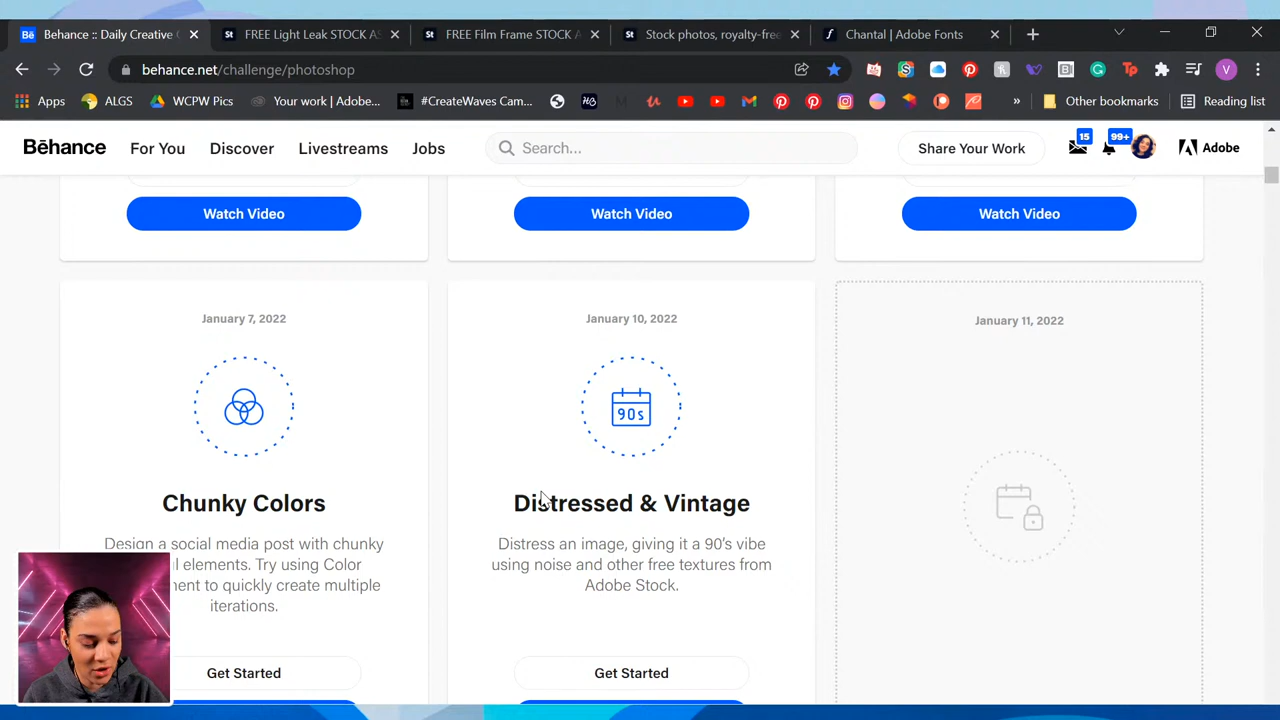 Behance :: Daily Creative C
FREE Light Leak STOCK AS
FREE Film Frame STOCK A
Stock photos, royalty-free
Chantal | Adobe Fonts
behance.net/challenge/photoshop
V
Apps
ALGS
WCPW Pics
Your work | Adobe...
#CreateWaves Cam...
»
Other bookmarks
Reading list
Bēhance
For You
Discover
Livestreams
Jobs
Search...
Share Your Work
15
99+
Adobe
Watch Video
Watch Video
Watch Video
January 7, 2022
January 10, 2022
January 11, 2022
90s
Chunky Colors
Distressed & Vintage
Design a social media post with chunky
Distress an image, giving it a 90's vibe
elements. Try using Color
using noise and other free textures from
to quickly create multiple
Adobe Stock.
iterations.
Get Started
Get Started